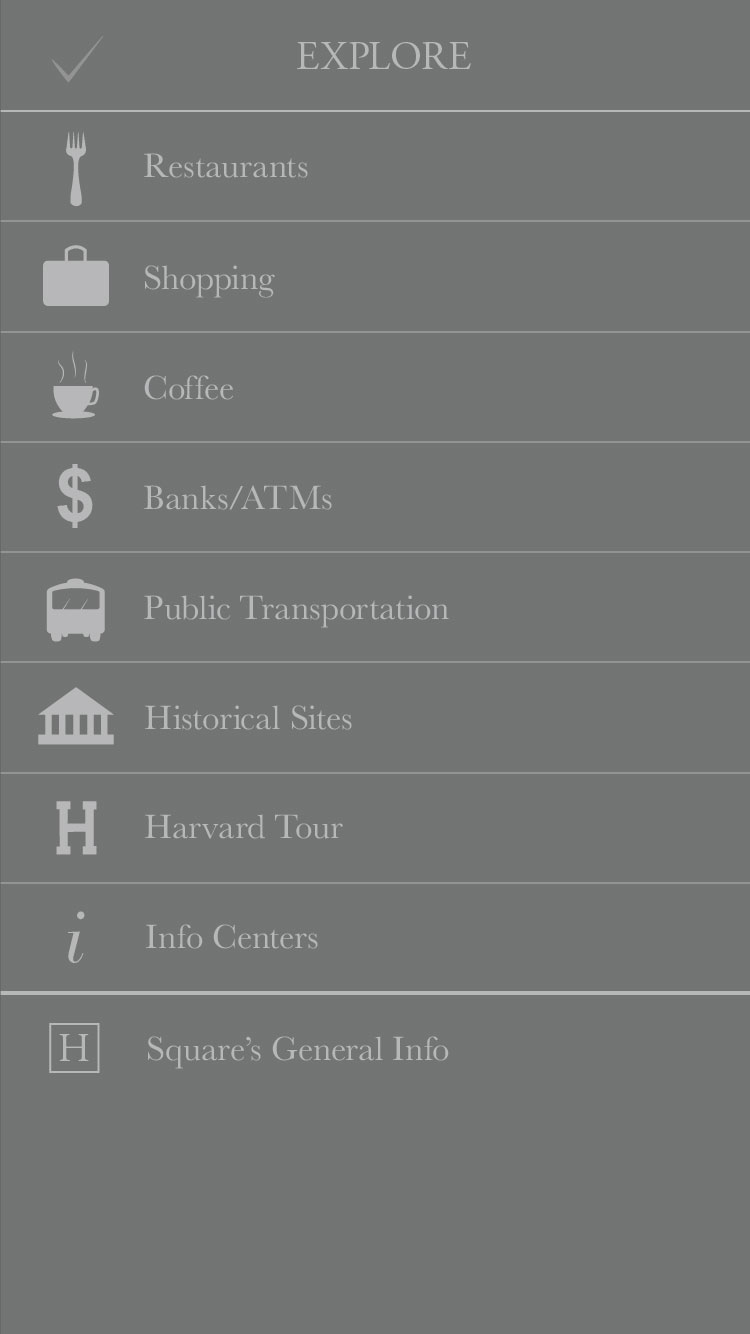 EXPLORE
Restaurants
Shopping
Coffee
$ Banks/ATMs
Public Transportation
Historical Sites
H Harvard Tour
i Info Centers
H Square’s General Info